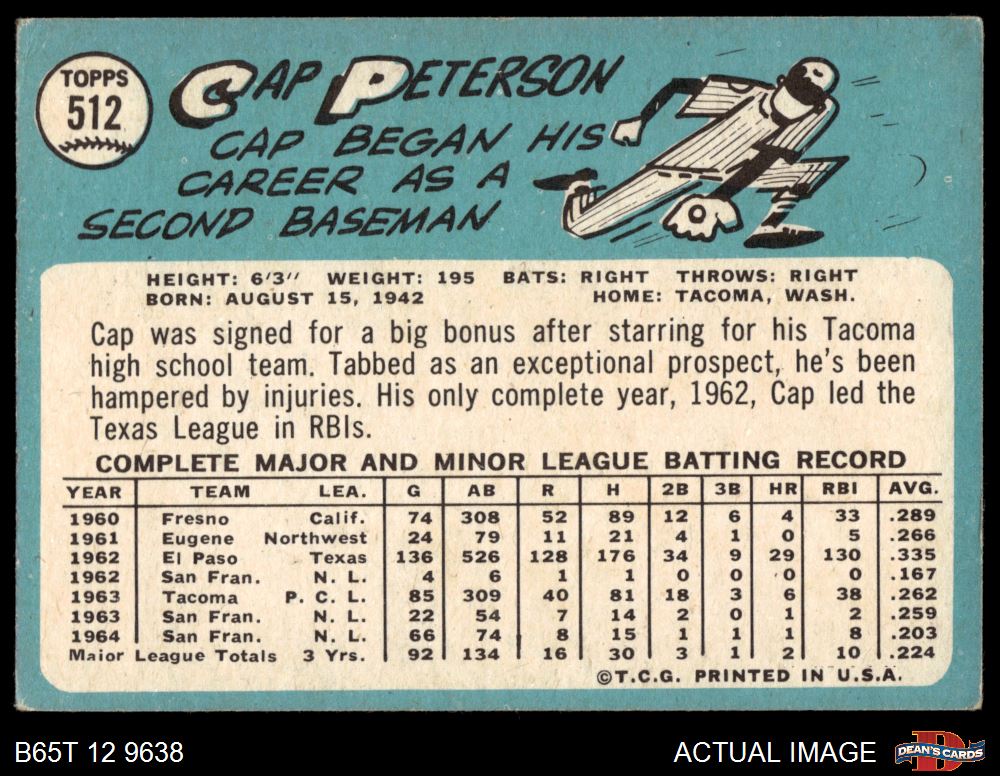 TOPPS
512
CAP PETERSON
CAP BEGAN HIS
CAREER AS A
SECOND BASEMAN
HEIGHT: 6'3" WEIGHT: 195 BATS: RIGHT THROWS: RIGHT
BORN: AUGUST 15, 1942 HOME: TACOMA, WASH.
Cap was signed for a big bonus after starring for his Tacoma
high school team. Tabbed as an exceptional prospect, he's been
hampered by injuries. His only complete year, 1962, Cap led the
Texas League in RBIs.
COMPLETE MAJOR AND MINOR LEAGUE BATTING RECORD
YEAR TEAM LEA. G AB R H 2B 3B HR RBI AVG.
1960 Fresno Calif. 74 308 52 89 12 6 4 33 .289
1961 Eugene Northwest 24 79 11 21 4 1 0 5 .266
1962 El Paso Texas 136 526 128 176 34 9 29 130 .335
1962 San Fran. N. L. 4 6 1 1 0 0 0 0 .167
1963 Tacoma P. C. L. 85 309 40 81 18 3 6 38 .262
1963 San Fran. N. L. 22 54 7 14 2 0 1 2 .259
1964 San Fran. N. L. 66 74 8 15 1 1 1 8 .203
Major League Totals 3 Yrs. 92 134 16 30 3 1 2 10 .224
©T.C.G. PRINTED IN U.S.A.
B65T 12 9638 ACTUAL IMAGE DEAN'S CARDS